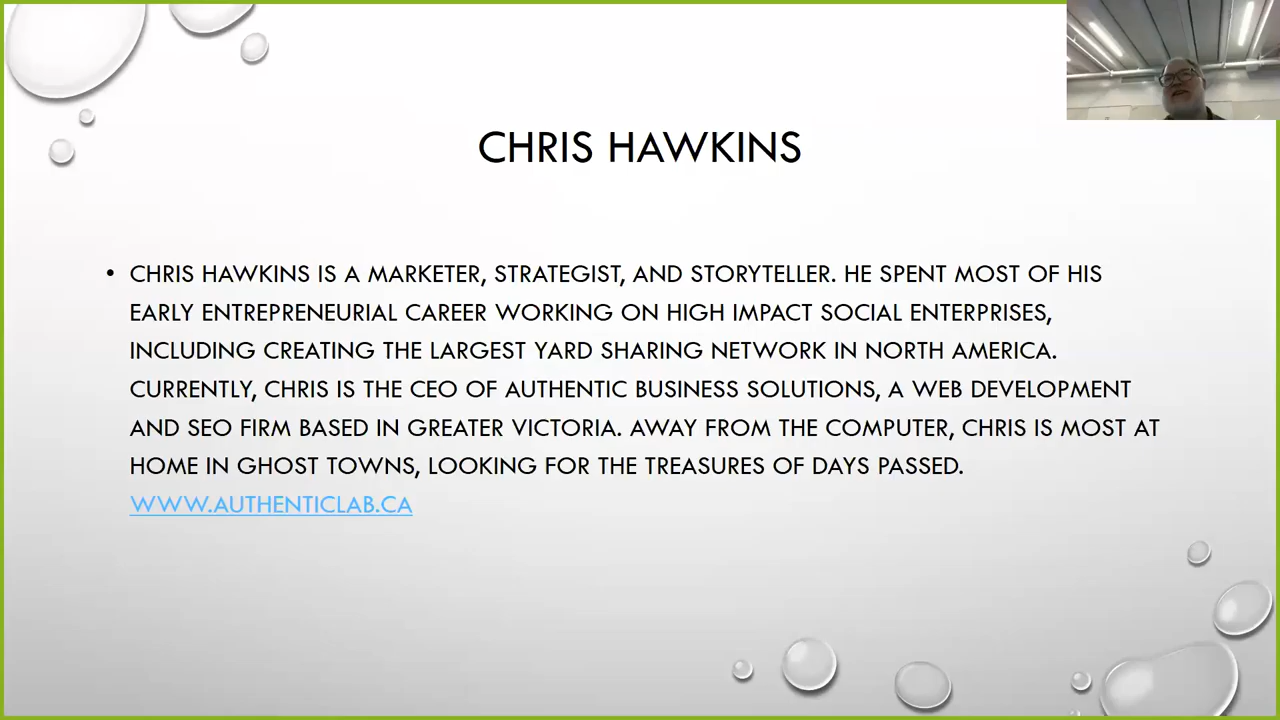 CHRIS HAWKINS
• CHRIS HAWKINS IS A MARKETER, STRATEGIST, AND STORYTELLER. HE SPENT MOST OF HIS
EARLY ENTREPRENEURIAL CAREER WORKING ON HIGH IMPACT SOCIAL ENTERPRISES,
INCLUDING CREATING THE LARGEST YARD SHARING NETWORK IN NORTH AMERICA.
CURRENTLY, CHRIS IS THE CEO OF AUTHENTIC BUSINESS SOLUTIONS, A WEB DEVELOPMENT
AND SEO FIRM BASED IN GREATER VICTORIA. AWAY FROM THE COMPUTER, CHRIS IS MOST AT
HOME IN GHOST TOWNS, LOOKING FOR THE TREASURES OF DAYS PASSED.
WWW.AUTHENTICLAB.CA